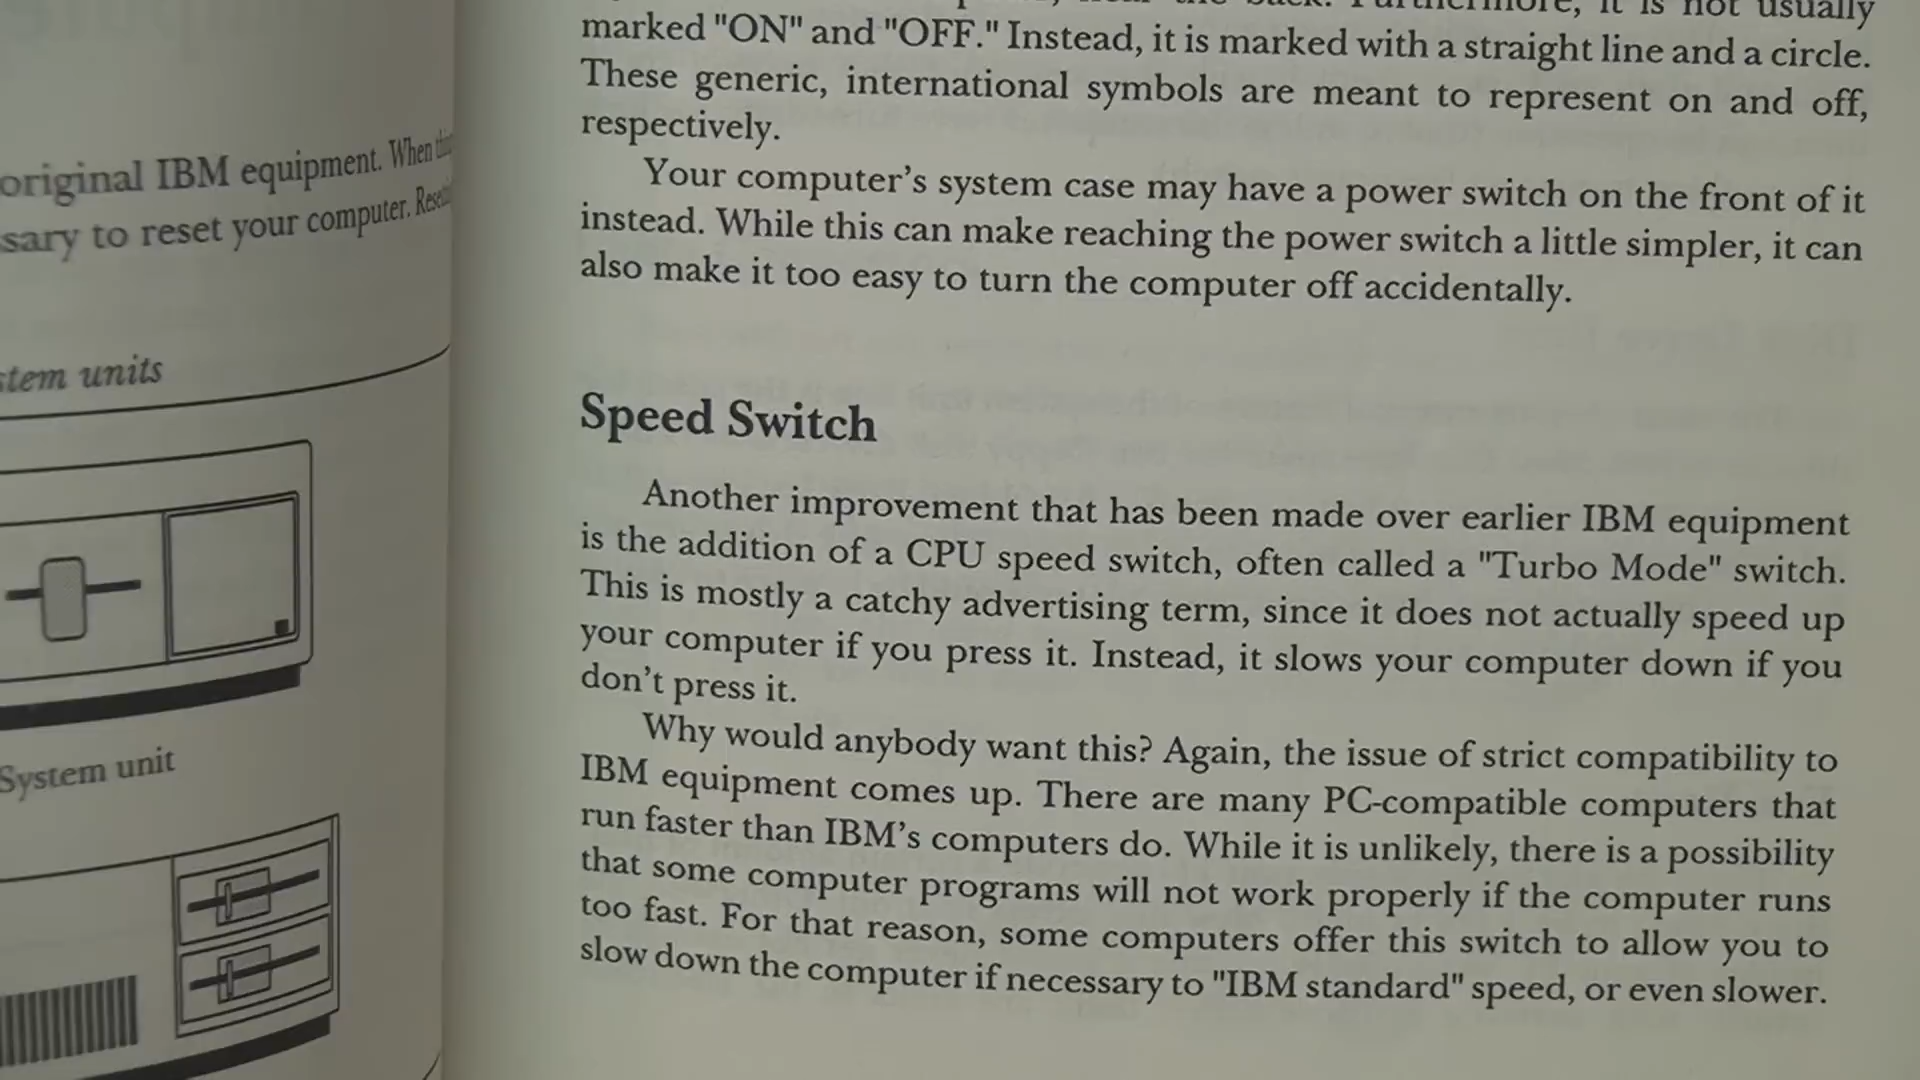 original IBM equipment. When this
sary to reset your computer.
stem units
System unit
it is not usually
marked "ON" and "OFF." Instead, it is marked with a straight line and a circle.
These generic, international symbols are meant to represent on and off,
respectively.
Your computer's system case may have a power switch on the front of it
instead. While this can make reaching the power switch a little simpler, it can
also make it too easy to turn the computer off accidentally.
Speed Switch
Another improvement that has been made over earlier IBM equipment
is the addition of a CPU speed switch, often called a "Turbo Mode" switch.
This is mostly a catchy advertising term, since it does not actually speed up
your computer if you press it. Instead, it slows your computer down if you
don't press it.
Why would anybody want this? Again, the issue of strict compatibility to
IBM equipment comes up. There are many PC-compatible computers that
run faster than IBM's computers do. While it is unlikely, there is a possibility
that some computer programs will not work properly if the computer runs
too fast. For that reason, some computers offer this switch to allow you to
slow down the computer if necessary to "IBM standard" speed, or even slower.